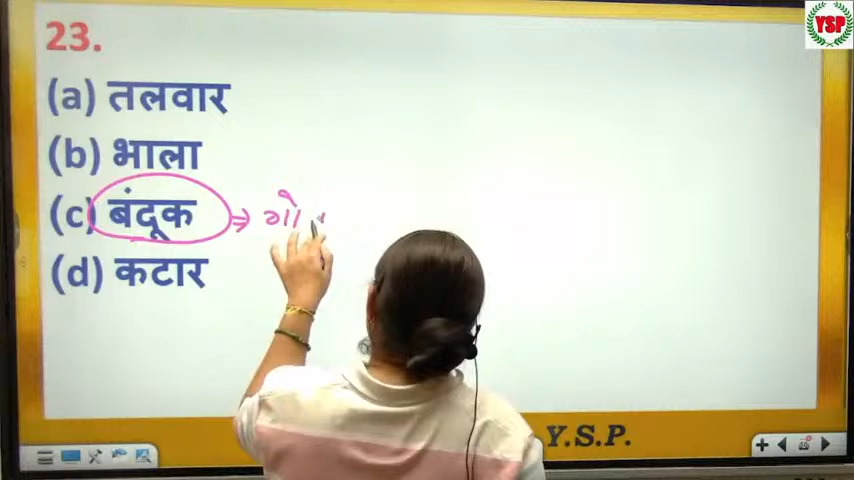 YSP
23.
(a) तलवार
(b) भाला
(c) बंदूक ⇒ गो
(d) कटार
Y.S.P.